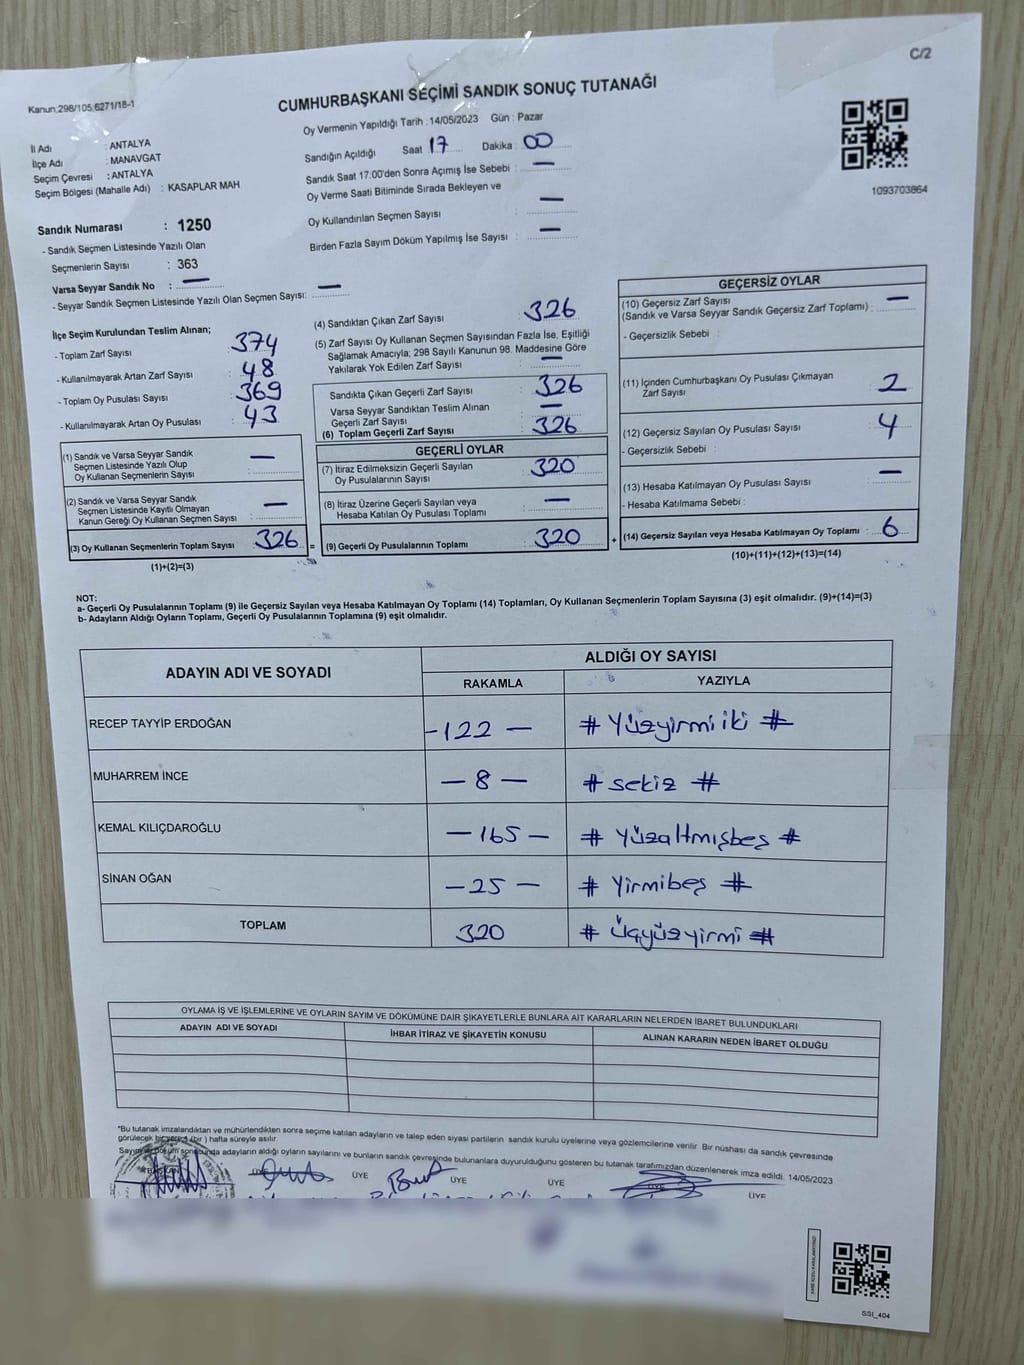 C/2
Kanun:298/105,6271/18-1
CUMHURBAŞKANI SEÇİMİ SANDIK SONUÇ TUTANAĞI
Oy Vermenin Yapıldığı Tarih : 14/05/2023 Gün : Pazar
İl Adı : ANTALYA
İlçe Adı : MANAVGAT
Seçim Çevresi : ANTALYA
Seçim Bölgesi (Mahalle Adı) : KASAPLAR MAH
Sandığın Açıldığı Saat 17 Dakika : 00
Sandık Saat 17.00'den Sonra Açımış İse Sebebi : —
Oy Verme Saati Bitiminde Sırada Bekleyen ve
Oy Kullandırılan Seçmen Sayısı : —
Birden Fazla Sayım Döküm Yapılmış İse Sayısı : —
1093703864
Sandık Numarası : 1250
- Sandık Seçmen Listesinde Yazılı Olan
Seçmenlerin Sayısı : 363
Varsa Seyyar Sandık No : —
- Seyyar Sandık Seçmen Listesinde Yazılı Olan Seçmen Sayısı: —
İlçe Seçim Kurulundan Teslim Alınan;
- Toplam Zarf Sayısı : 374
- Kullanılmayarak Artan Zarf Sayısı : 48
- Toplam Oy Pusulası Sayısı : 369
- Kullanılmayarak Artan Oy Pusulası : 43
(1) Sandık ve Varsa Seyyar Sandık
Seçmen Listesinde Yazılı Olup
Oy Kullanan Seçmenlerin Sayısı : —
(2) Sandık ve Varsa Seyyar Sandık
Seçmen Listesinde Kayıtlı Olmayan
Kanun Gereği Oy Kullanan Seçmen Sayısı : —
(3) Oy Kullanan Seçmenlerin Toplam Sayısı : 326 =
(1)+(2)=(3)
(4) Sandıktan Çıkan Zarf Sayısı : 326
(5) Zarf Sayısı Oy Kullanan Seçmen Sayısından Fazla İse, Eşitliği
Sağlamak Amacıyla; 298 Sayılı Kanunun 98. Maddesine Göre
Yakılarak Yok Edilen Zarf Sayısı : —
Sandıkta Çıkan Geçerli Zarf Sayısı : 326
Varsa Seyyar Sandıktan Teslim Alınan
Geçerli Zarf Sayısı : —
(6) Toplam Geçerli Zarf Sayısı : 326
GEÇERLİ OYLAR
(7) İtiraz Edilmeksizin Geçerli Sayılan
Oy Pusulalarının Sayısı : 320
(8) İtiraz Üzerine Geçerli Sayılan veya
Hesaba Katılan Oy Pusulası Toplamı : —
(9) Geçerli Oy Pusulalarının Toplamı : 320 +
GEÇERSİZ OYLAR
(10) Geçersiz Zarf Sayısı
(Sandık ve Varsa Seyyar Sandık Geçersiz Zarf Toplamı) : —
- Geçersizlik Sebebi :
(11) İçinden Cumhurbaşkanı Oy Pusulası Çıkmayan
Zarf Sayısı : 2
(12) Geçersiz Sayılan Oy Pusulası Sayısı : 4
- Geçersizlik Sebebi :
(13) Hesaba Katılmayan Oy Pusulası Sayısı : —
- Hesaba Katılmama Sebebi :
(14) Geçersiz Sayılan veya Hesaba Katılmayan Oy Toplamı : 6
(10)+(11)+(12)+(13)=(14)
NOT:
a- Geçerli Oy Pusulalarının Toplamı (9) ile Geçersiz Sayılan veya Hesaba Katılmayan Oy Toplamı (14) Toplamları, Oy Kullanan Seçmenlerin Toplam Sayısına (3) eşit olmalıdır. (9)+(14)=(3)
b- Adayların Aldığı Oyların Toplamı, Geçerli Oy Pusulalarının Toplamına (9) eşit olmalıdır.
ADAYIN ADI VE SOYADI ALDIĞI OY SAYISI
RAKAMLA YAZIYLA
RECEP TAYYİP ERDOĞAN -122 — # Yüzyirmi iki #
MUHARREM İNCE — 8 — # sekiz #
KEMAL KILIÇDAROĞLU — 165 — # Yüzaltmışbeş #
SİNAN OĞAN — 25 — # Yirmibeş #
TOPLAM 320 # Üçyüzyirmi #
OYLAMA İŞ VE İŞLEMLERİNE VE OYLARIN SAYIM VE DÖKÜMÜNE DAİR ŞİKAYETLERLE BUNLARA AİT KARARLARIN NELERDEN İBARET BULUNDUKLARI
ADAYIN ADI VE SOYADI İHBAR İTİRAZ VE ŞİKAYETİN KONUSU ALINAN KARARIN NEDEN İBARET OLDUĞU
*Bu tutanak imzalandıktan ve mühürlendikten sonra seçime katılan adayların ve talep eden siyasi partilerin sandık kurulu üyelerine veya gözlemcilerine verilir. Bir nüshası da sandık çevresinde
görülecek bir yere (bir) hafta süreyle asılır.
Sayım ve döküm sonucunda adayların aldığı oyların sayılarını ve bunların sandık çevresinde bulunanlara duyurulduğunu gösteren bu tutanak tarafımızdan düzenlenerek imza edildi. 14/05/2023
BAŞKAN ÜYE ÜYE ÜYE ÜYE ÜYE ÜYE
SSI_404